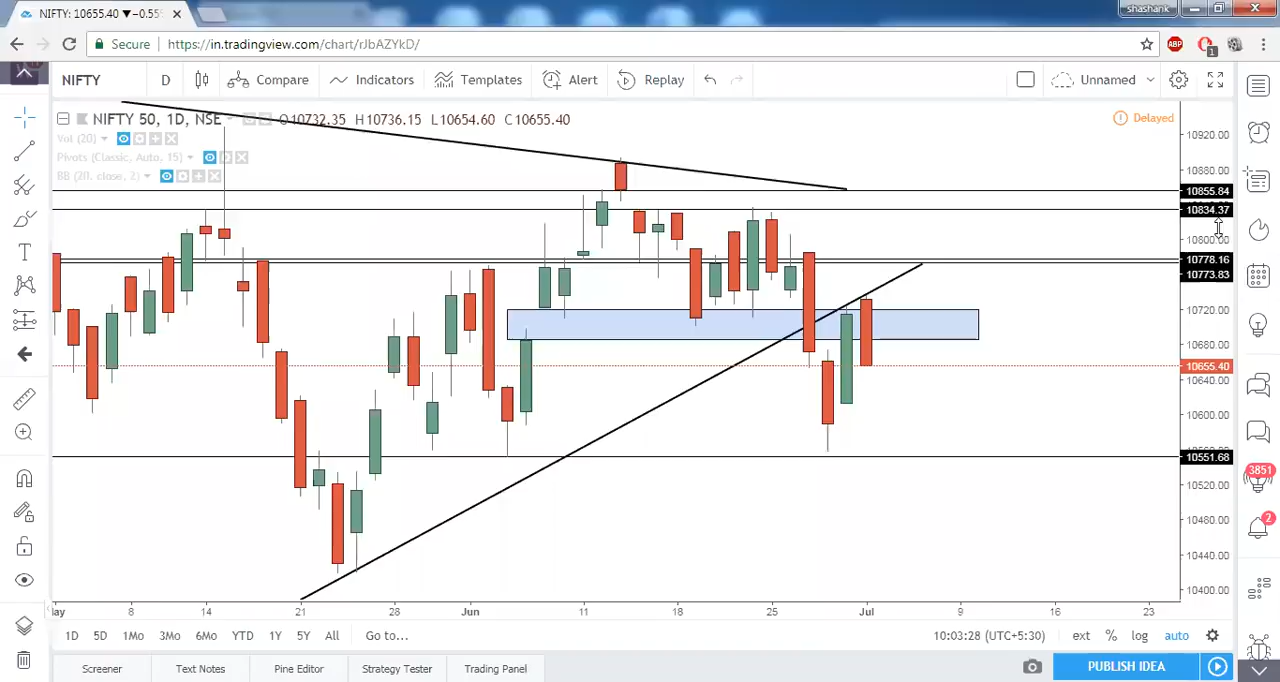 NIFTY: 10655.40 ▼−0.55%
shashank
Secure https://in.tradingview.com/chart/rJbAZYkD/
ABP
1
NIFTY D Compare Indicators Templates Alert Replay Unnamed
NIFTY 50, 1D, NSE O10732.35 H10736.15 L10654.60 C10655.40
Delayed
Vol (20)
Pivots (Classic, Auto, 15)
BB (20, close, 2)
10920.00
10880.00
10855.84
10834.37
10800.00
10778.16
10773.83
10720.00
10680.00
10655.40
10640.00
10600.00
10551.68
10520.00
10480.00
10440.00
10400.00
3851
2
ay 8 14 21 28 Jun 11 18 25 Jul 9 16 23
1D 5D 1Mo 3Mo 6Mo YTD 1Y 5Y All Go to... 10:03:28 (UTC+5:30) ext % log auto
Screener Text Notes Pine Editor Strategy Tester Trading Panel PUBLISH IDEA